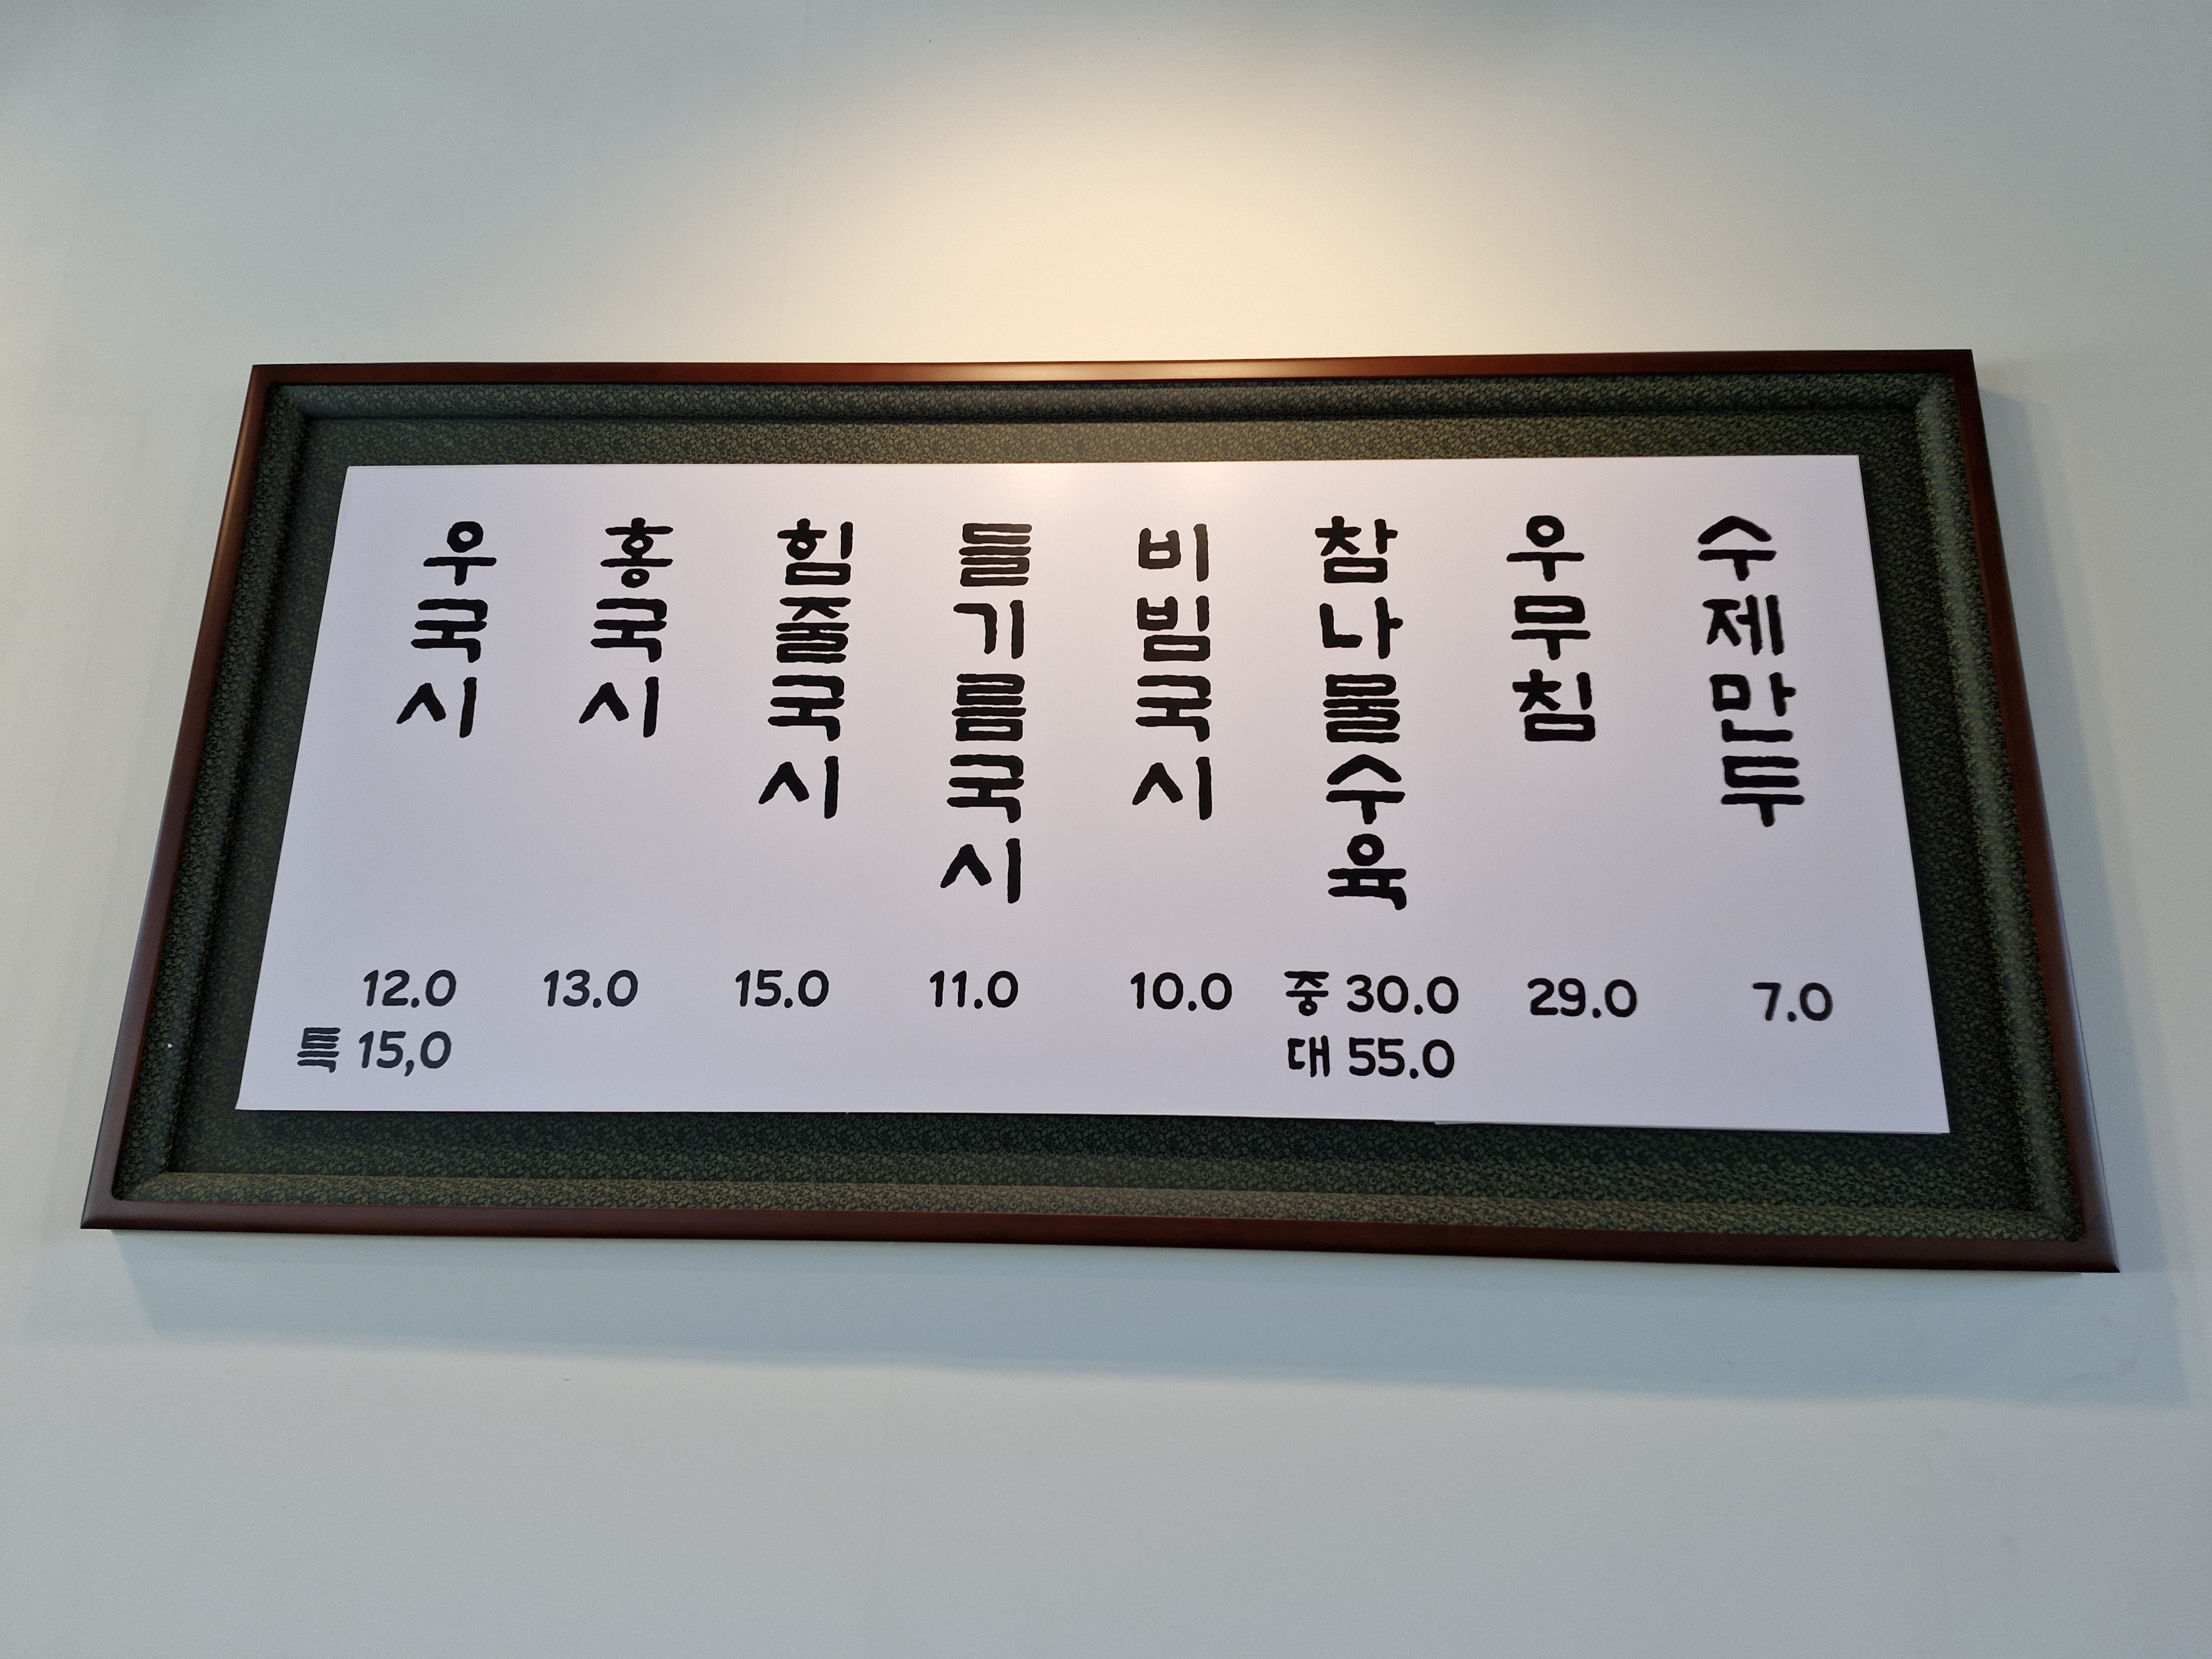 우국시
홍국시
힘줄국시
들기름국시
비빔국시
참나물수육
우무침
수제만두
12.0 13.0 15.0 11.0 10.0 중 30.0 29.0 7.0
특 15,0 대 55.0